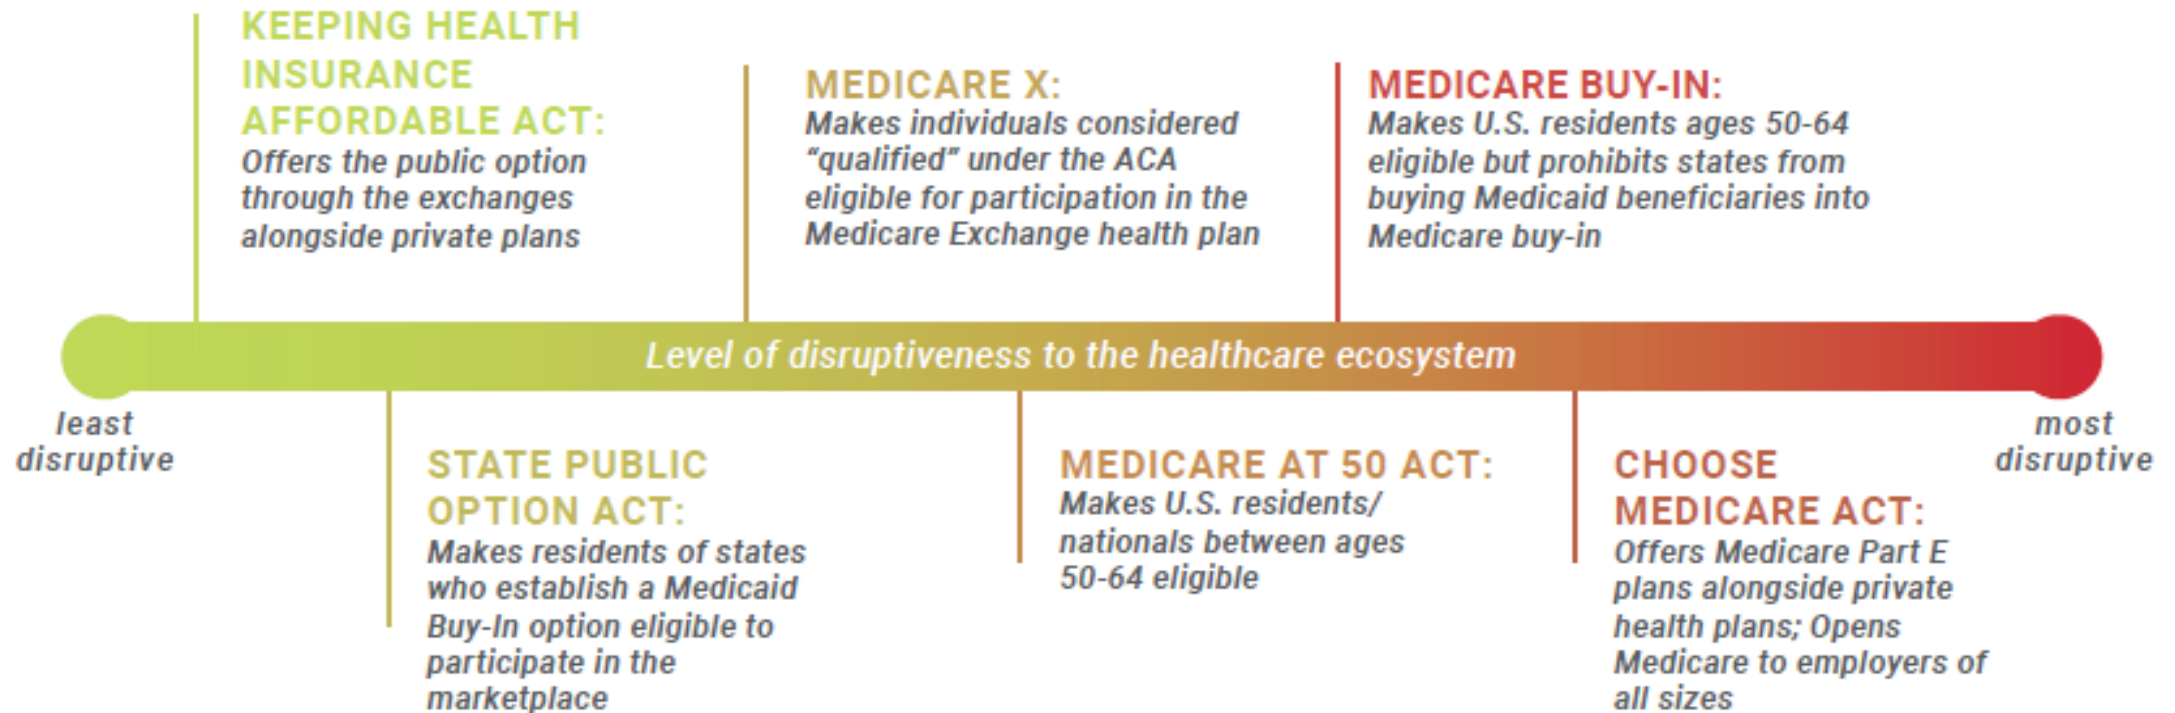 KEEPING HEALTH
INSURANCE
AFFORDABLE ACT:
Offers the public option
through the exchanges
alongside private plans
MEDICARE X:
Makes individuals considered
“qualified” under the ACA
eligible for participation in the
Medicare Exchange health plan
MEDICARE BUY-IN:
Makes U.S. residents ages 50-64
eligible but prohibits states from
buying Medicaid beneficiaries into
Medicare buy-in
Level of disruptiveness to the healthcare ecosystem
least
disruptive
STATE PUBLIC
OPTION ACT:
Makes residents of states
who establish a Medicaid
Buy-In option eligible to
participate in the
marketplace
MEDICARE AT 50 ACT:
Makes U.S. residents/
nationals between ages
50-64 eligible
CHOOSE
MEDICARE ACT:
Offers Medicare Part E
plans alongside private
health plans; Opens
Medicare to employers of
all sizes
most
disruptive